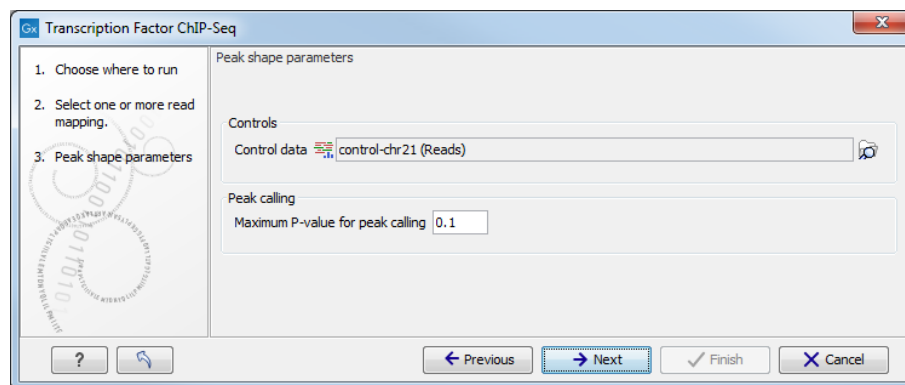 Gx Transcription Factor ChIP-Seq
X
1. Choose where to run
2. Select one or more read
mapping.
3. Peak shape parameters
Peak shape parameters
Controls
Control data control-chr21 (Reads)
Peak calling
Maximum P-value for peak calling 0.1
?
Previous
Next
Finish
Cancel